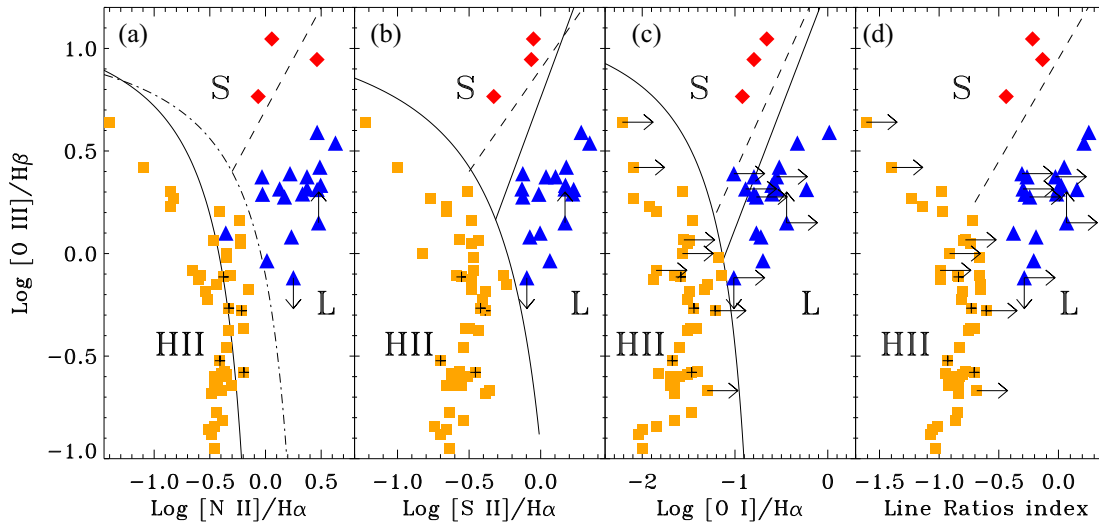 (a) (b) (c) (d)
S S S S
HII L HII L HII L HII L
Log [O III]/Hβ
1.0
0.5
0.0
−0.5
−1.0
−1.0 −0.5 0.0 0.5
−1.0 −0.5 0.0
−2 −1 0
−1.5 −1.0 −0.5 0.0
Log [N II]/Hα
Log [S II]/Hα
Log [O I]/Hα
Line Ratios index